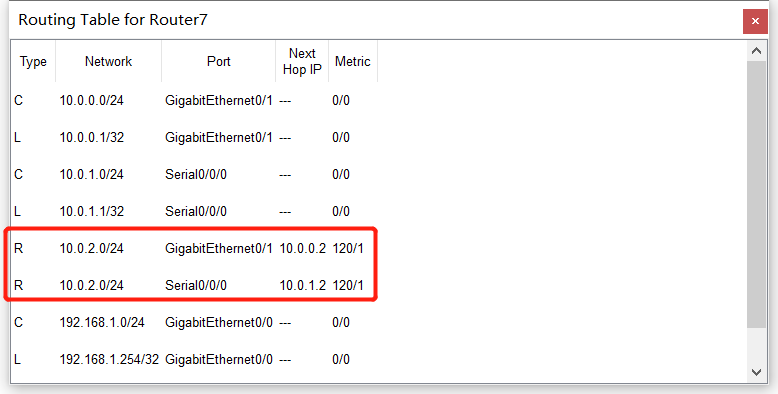 Routing Table for Router7
Type Network Port Next Hop IP Metric
C 10.0.0.0/24 GigabitEthernet0/1 --- 0/0
L 10.0.0.1/32 GigabitEthernet0/1 --- 0/0
C 10.0.1.0/24 Serial0/0/0 --- 0/0
L 10.0.1.1/32 Serial0/0/0 --- 0/0
R 10.0.2.0/24 GigabitEthernet0/1 10.0.0.2 120/1
R 10.0.2.0/24 Serial0/0/0 10.0.1.2 120/1
C 192.168.1.0/24 GigabitEthernet0/0 --- 0/0
L 192.168.1.254/32 GigabitEthernet0/0 --- 0/0